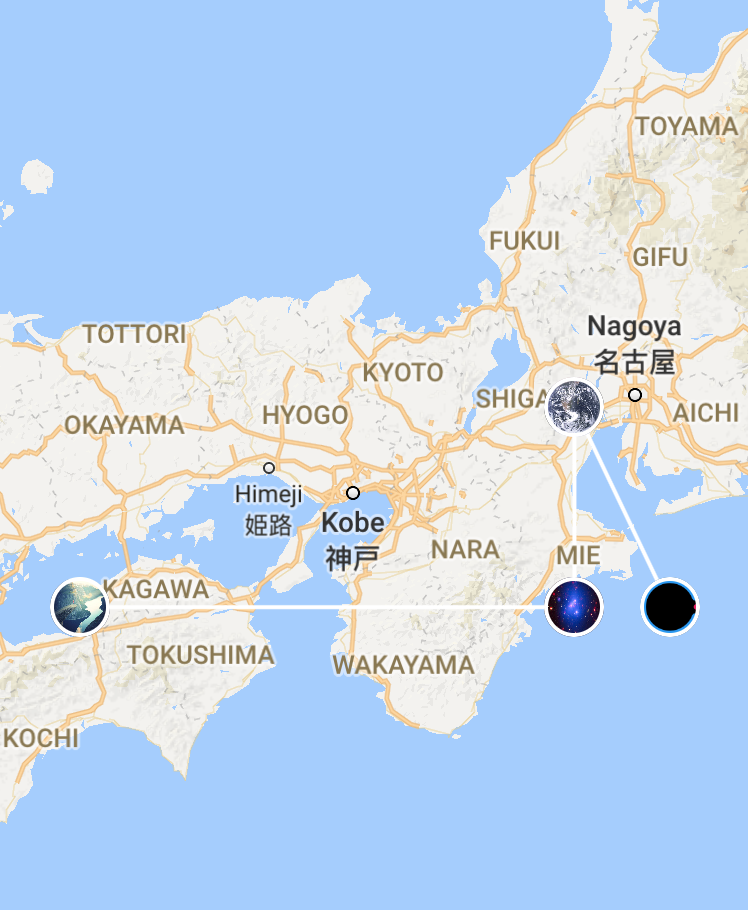 TOYAMA
FUKUI
GIFU
Nagoya
名古屋
TOTTORI
KYOTO
SHIGA
HYOGO
AICHI
OKAYAMA
Himeji
姫路
Kobe
神戸
NARA
MIE
KAGAWA
TOKUSHIMA
WAKAYAMA
KOCHI